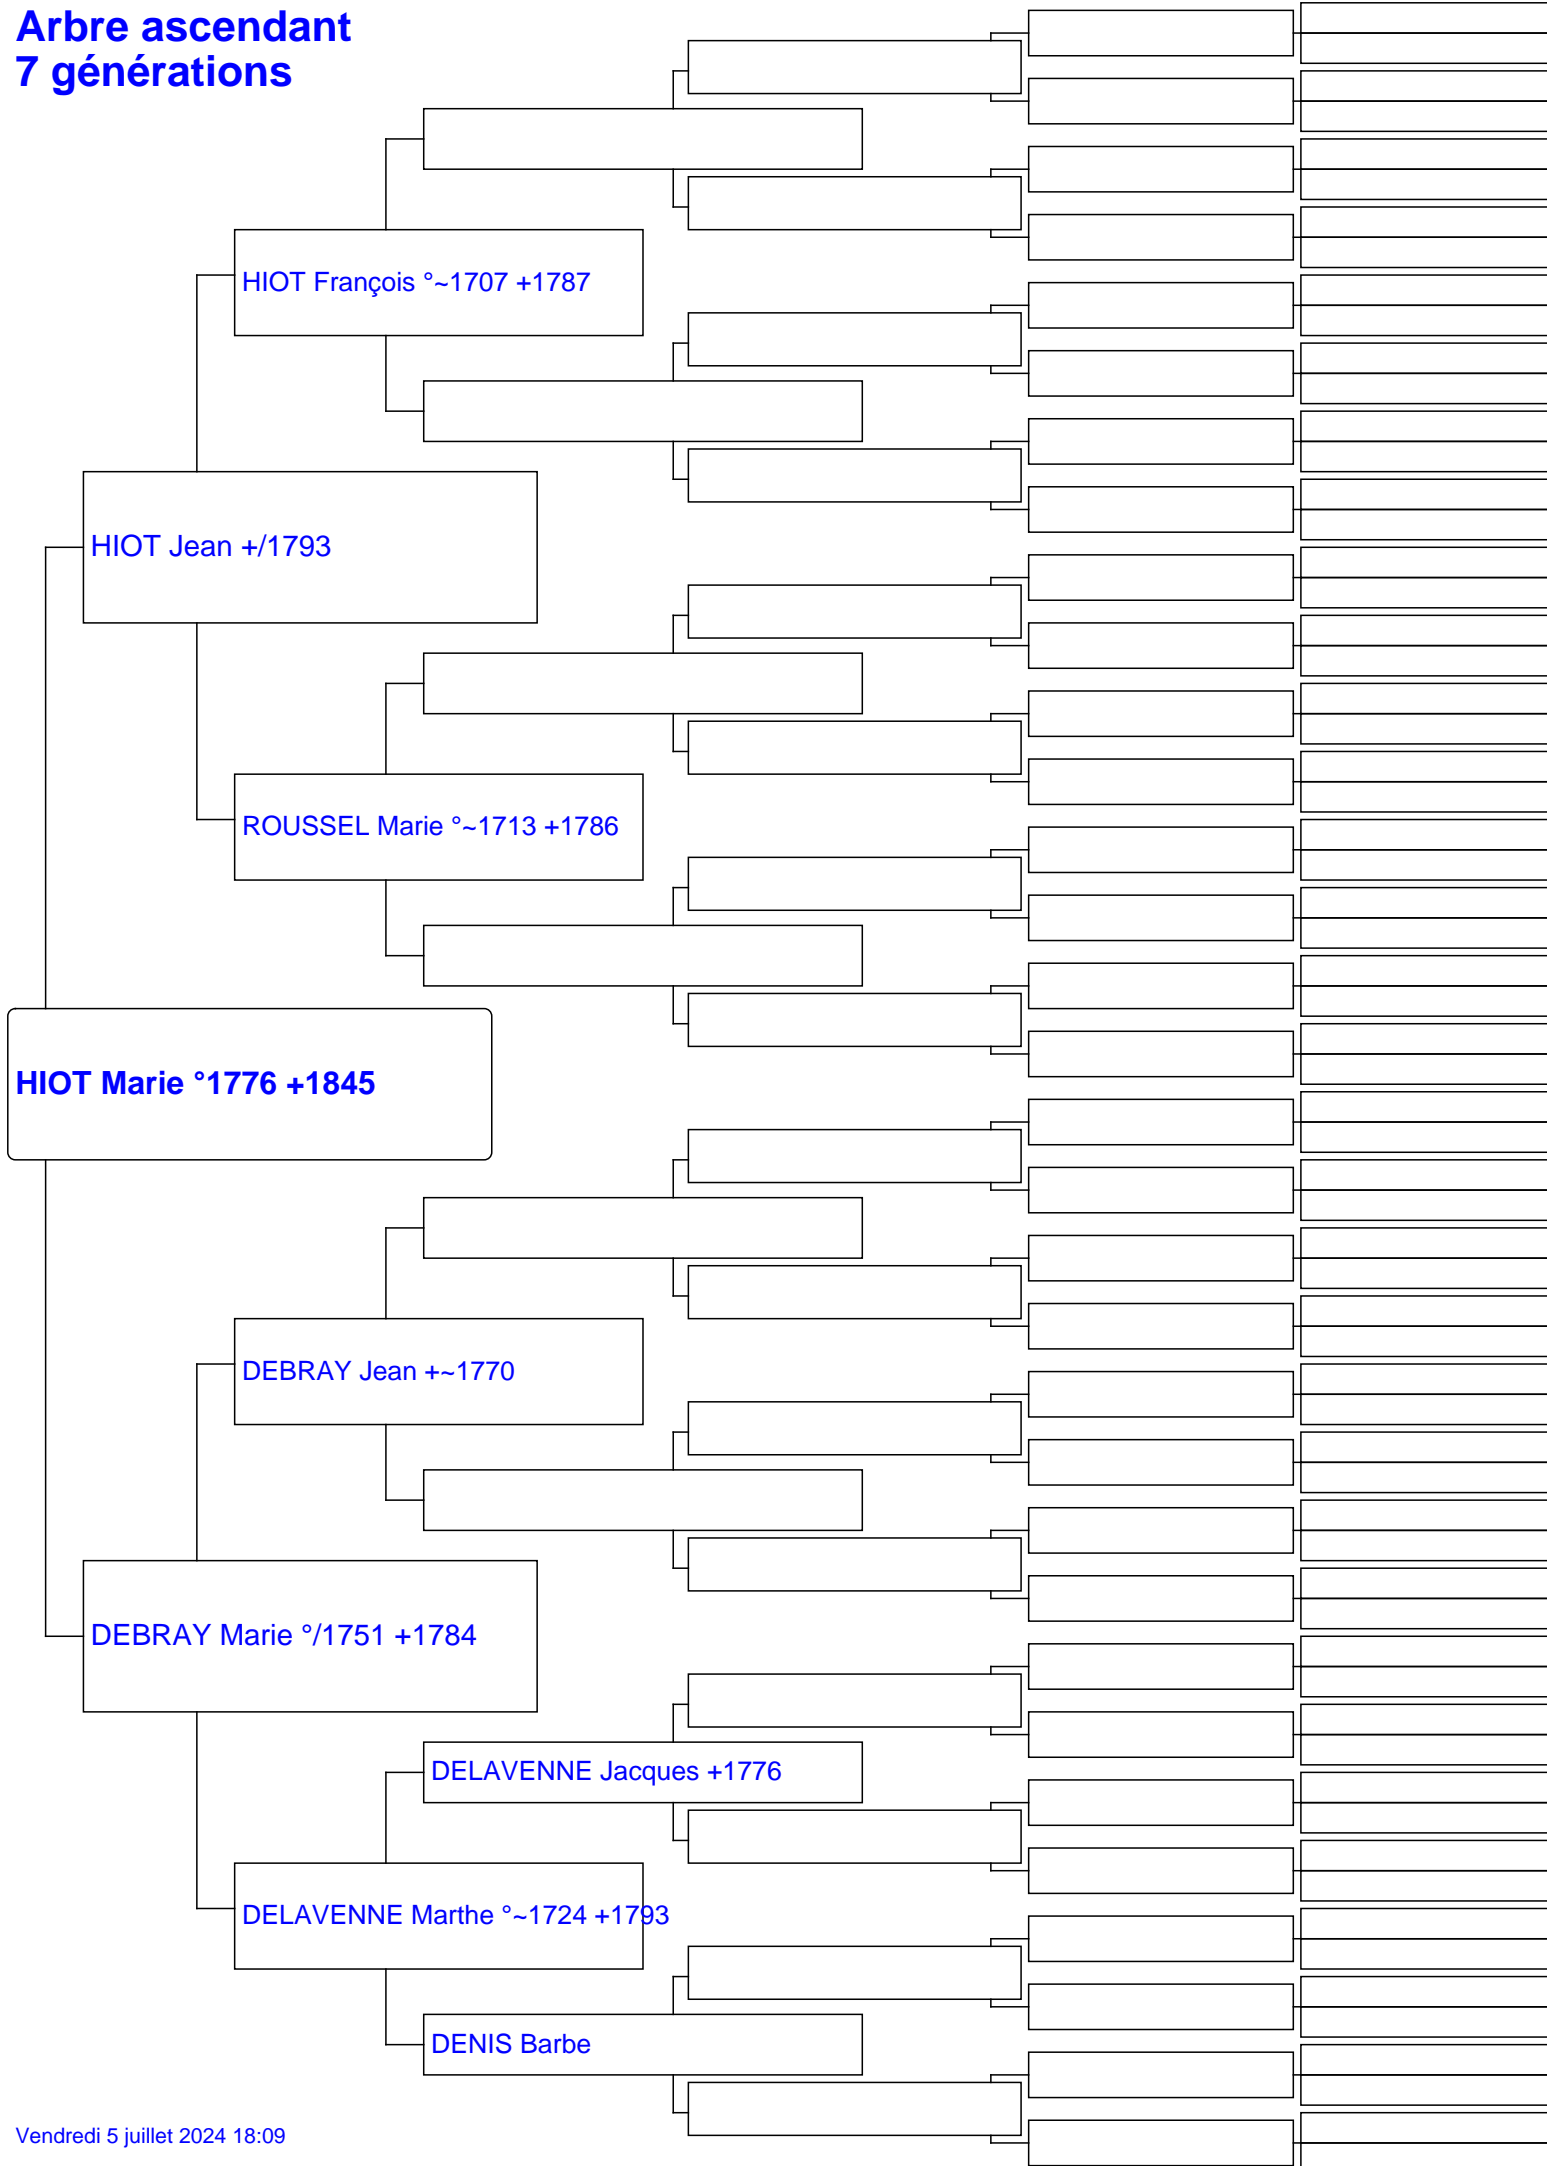 Arbre ascendant
7 générations
HIOT François °~1707 +1787
HIOT Jean +/1793
ROUSSEL Marie °~1713 +1786
HIOT Marie °1776 +1845
DEBRAY Jean +~1770
DEBRAY Marie °/1751 +1784
DELAVENNE Jacques +1776
DELAVENNE Marthe °~1724 +1793
DENIS Barbe
Vendredi 5 juillet 2024 18:09